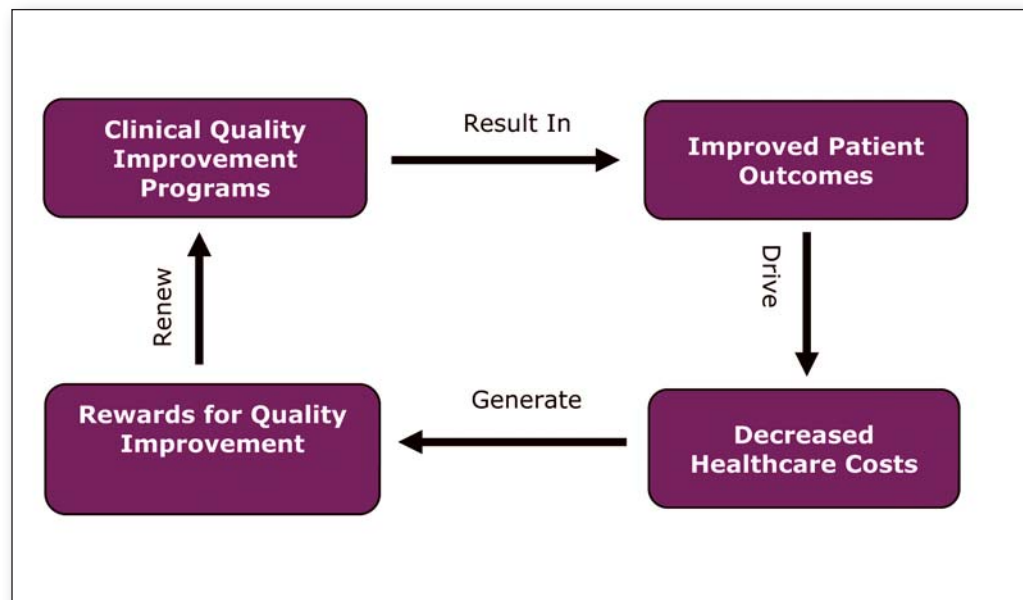 Clinical Quality
Improvement
Programs
Result In
Improved Patient
Outcomes
Drive
Decreased
Healthcare Costs
Generate
Rewards for Quality
Improvement
Renew